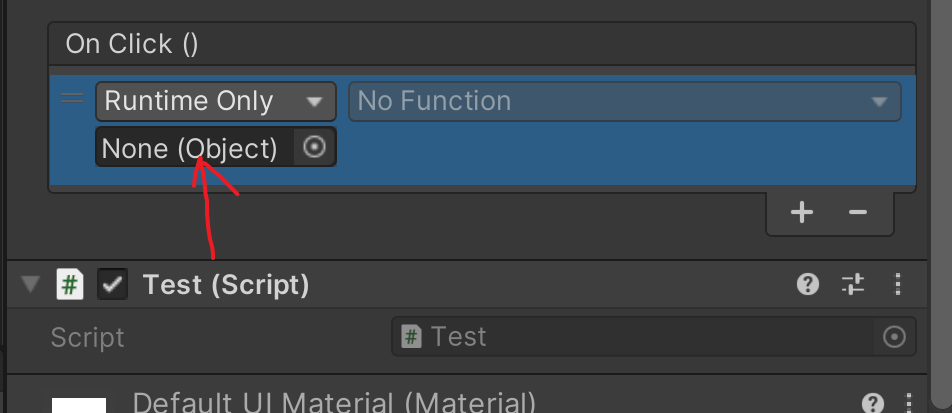 On Click ()
Runtime Only No Function
None (Object)
+ −
# Test (Script)
Script # Test
Default UI Material (Material)